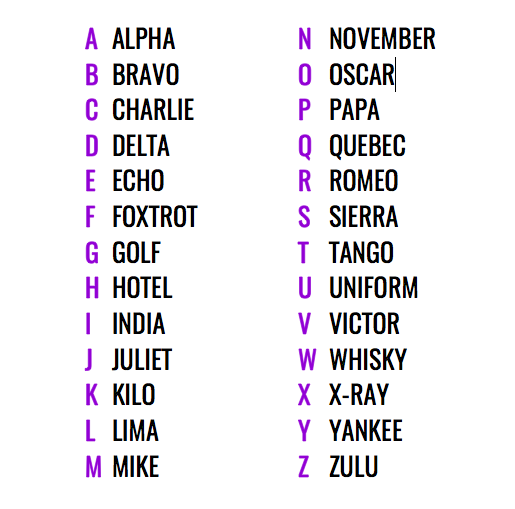 A ALPHA
B BRAVO
C CHARLIE
D DELTA
E ECHO
F FOXTROT
G GOLF
H HOTEL
I INDIA
J JULIET
K KILO
L LIMA
M MIKE
N NOVEMBER
O OSCAR
P PAPA
Q QUEBEC
R ROMEO
S SIERRA
T TANGO
U UNIFORM
V VICTOR
W WHISKY
X X-RAY
Y YANKEE
Z ZULU